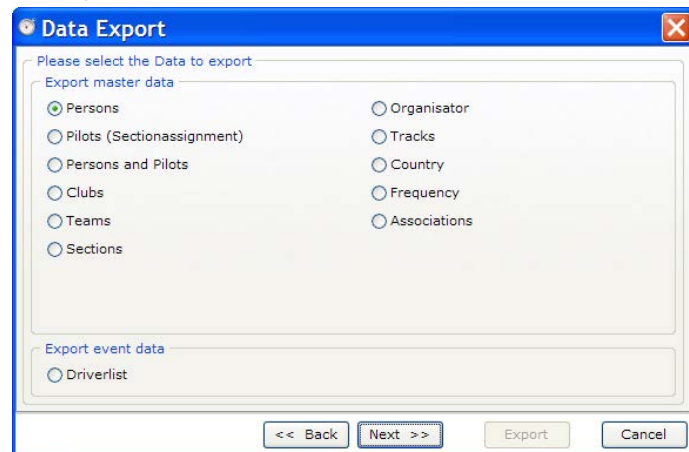 Data Export
Please select the Data to export
Export master data
Persons
Pilots (Sectionassignment)
Persons and Pilots
Clubs
Teams
Sections
Organisator
Tracks
Country
Frequency
Associations
Export event data
Driverlist
<< Back Next >> Export Cancel